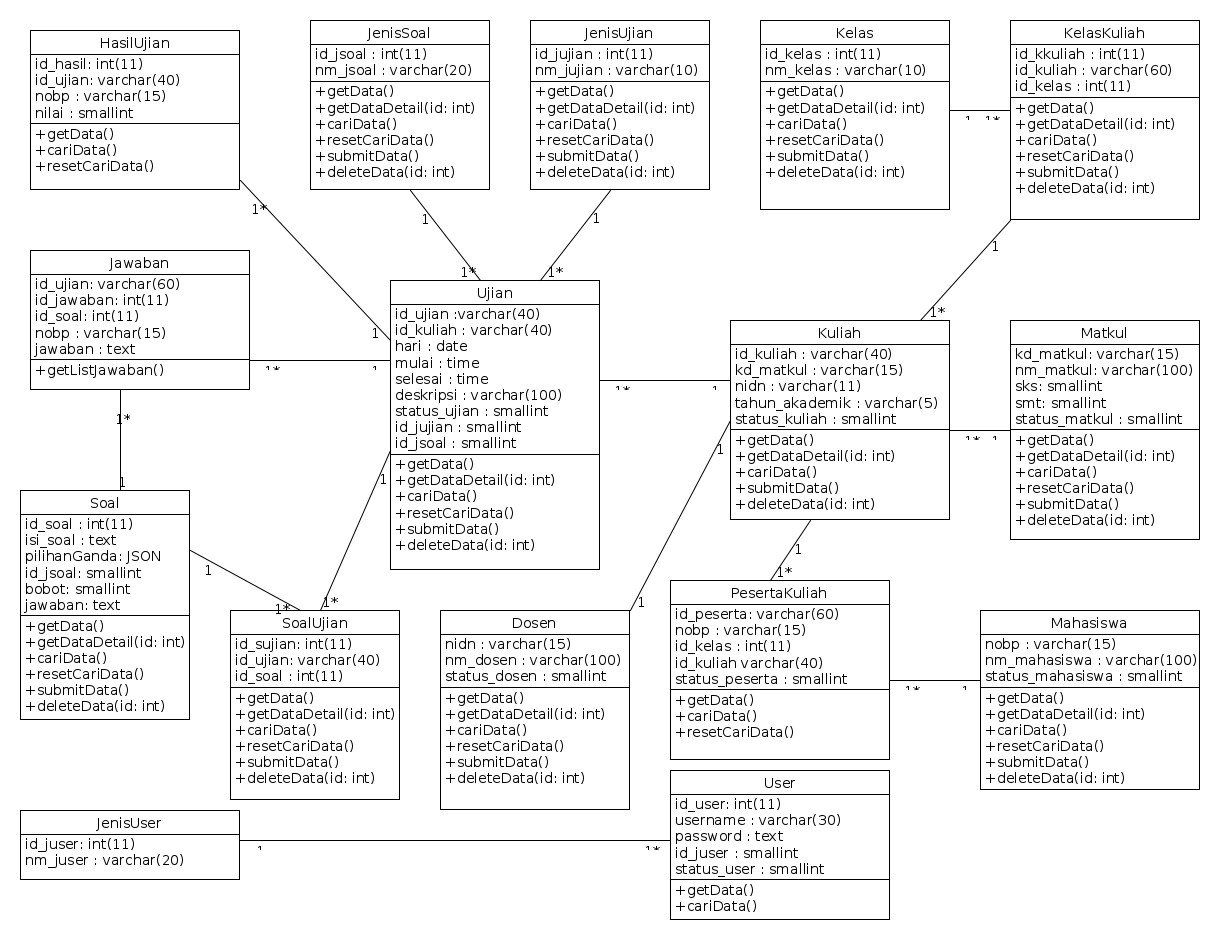 HasilUjian
id_hasil: int(11)
id_ujian: varchar(40)
nobp : varchar(15)
nilai : smallint
+getData()
+cariData()
+resetCariData()
JenisSoal
id_jsoal : int(11)
nm_jsoal : varchar(20)
+getData()
+getDataDetail(id: int)
+cariData()
+resetCariData()
+submitData()
+deleteData(id: int)
JenisUjian
id_jujian : int(11)
nm_jujian : varchar(10)
+getData()
+getDataDetail(id: int)
+cariData()
+resetCariData()
+submitData()
+deleteData(id: int)
Kelas
id_kelas : int(11)
nm_kelas : varchar(10)
+getData()
+getDataDetail(id: int)
+cariData()
+resetCariData()
+submitData()
+deleteData(id: int)
1 1*
KelasKuliah
id_kkuliah : int(11)
id_kuliah : varchar(60)
id_kelas : int(11)
+getData()
+getDataDetail(id: int)
+cariData()
+resetCariData()
+submitData()
+deleteData(id: int)
1*
1
1
1*
1
1*
1
1*
Jawaban
id_ujian: varchar(60)
id_jawaban: int(11)
id_soal: int(11)
nobp : varchar(15)
jawaban : text
+getListJawaban()
1* 1
Ujian
id_ujian :varchar(40)
id_kuliah : varchar(40)
hari : date
mulai : time
selesai : time
deskripsi : varchar(100)
status_ujian : smallint
id_jujian : smallint
id_jsoal : smallint
+getData()
+getDataDetail(id: int)
+cariData()
+resetCariData()
+submitData()
+deleteData(id: int)
1* 1
Kuliah
id_kuliah : varchar(40)
kd_matkul : varchar(15)
nidn : varchar(11)
tahun_akademik : varchar(5)
status_kuliah : smallint
+getData()
+getDataDetail(id: int)
+cariData()
+submitData()
+deleteData(id: int)
1* 1
Matkul
kd_matkul: varchar(15)
nm_matkul: varchar(100)
sks: smallint
smt: smallint
status_matkul : smallint
+getData()
+getDataDetail(id: int)
+cariData()
+resetCariData()
+submitData()
+deleteData(id: int)
1*
1
1
1*
1
1
1
1*
Soal
id_soal : int(11)
isi_soal : text
pilihanGanda: JSON
id_jsoal: smallint
bobot: smallint
jawaban: text
+getData()
+getDataDetail(id: int)
+cariData()
+resetCariData()
+submitData()
+deleteData(id: int)
1
1*
SoalUjian
id_sujian: int(11)
id_ujian: varchar(40)
id_soal : int(11)
+getData()
+getDataDetail(id: int)
+cariData()
+resetCariData()
+submitData()
+deleteData(id: int)
Dosen
nidn : varchar(15)
nm_dosen : varchar(100)
status_dosen : smallint
+getData()
+getDataDetail(id: int)
+cariData()
+resetCariData()
+submitData()
+deleteData(id: int)
PesertaKuliah
id_peserta: varchar(60)
nobp : varchar(15)
id_kelas : int(11)
id_kuliah varchar(40)
status_peserta : smallint
+getData()
+cariData()
+resetCariData()
1* 1
Mahasiswa
nobp : varchar(15)
nm_mahasiswa : varchar(100)
status_mahasiswa : smallint
+getData()
+getDataDetail(id: int)
+cariData()
+resetCariData()
+submitData()
+deleteData(id: int)
JenisUser
id_juser: int(11)
nm_juser : varchar(20)
1 1*
User
id_user: int(11)
username : varchar(30)
password : text
id_juser : smallint
status_user : smallint
+getData()
+cariData()